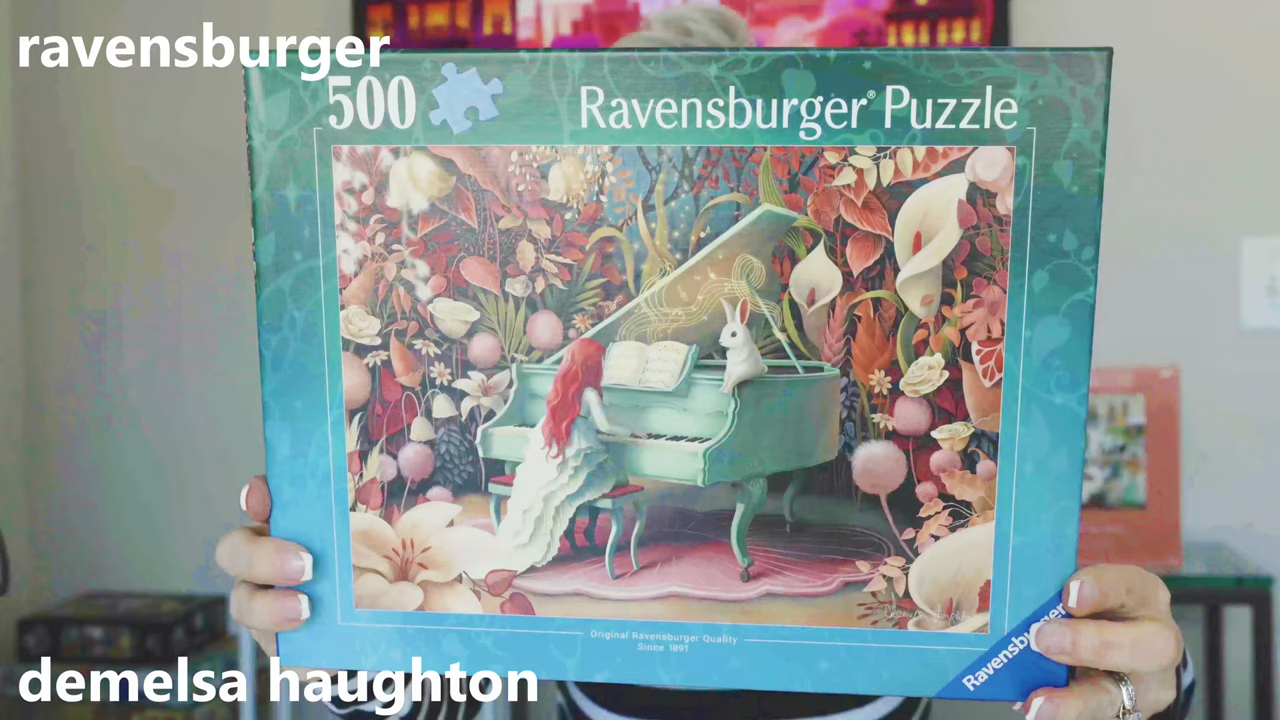 ravensburger
500
Ravensburger® Puzzle
Original Ravensburger Quality
Since 1891
Ravensburger
demelsa haughton